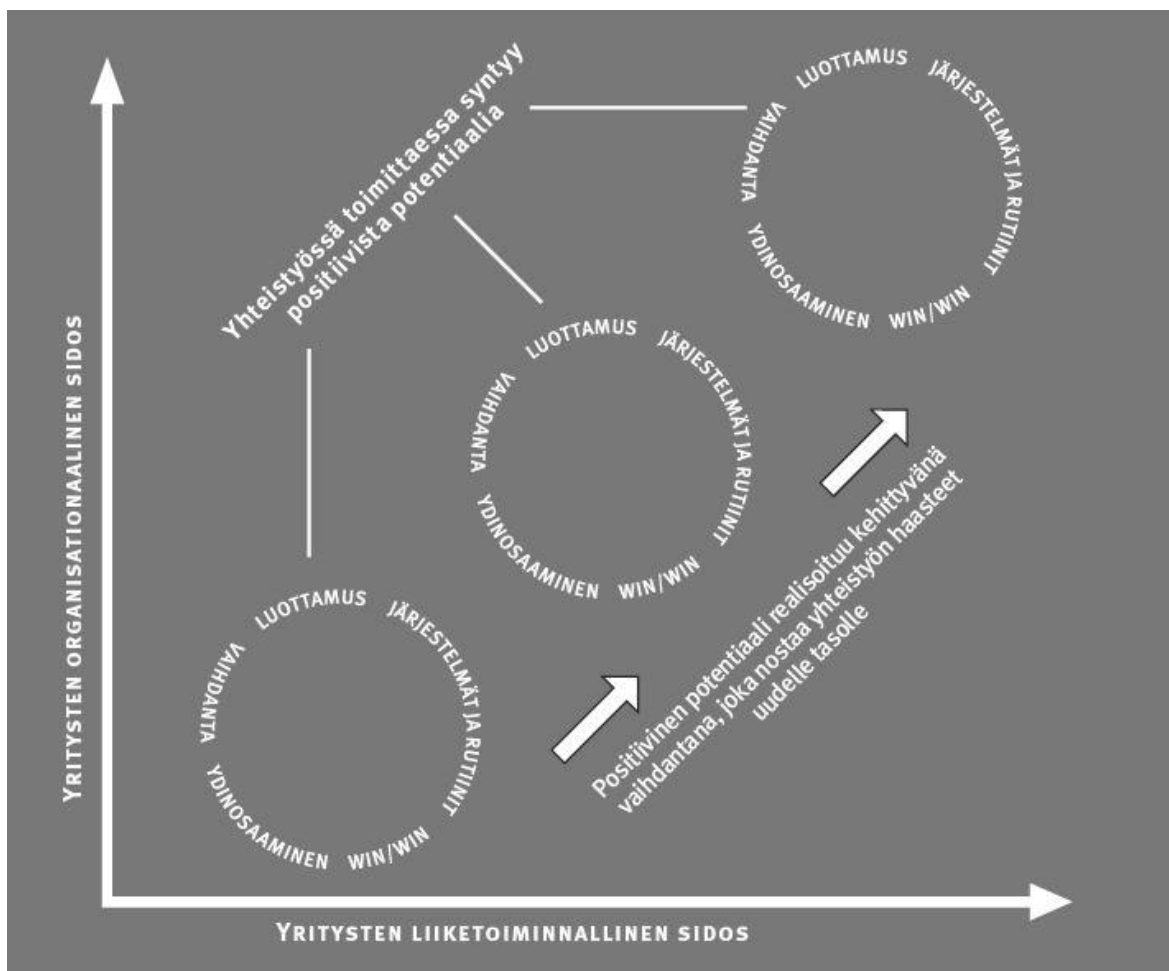 YRITYSTEN ORGANISATIONAALINEN SIDOS
Yhteistyössä toimittaessa syntyy
positiivista potentiaalia
VAIHDANTA LUOTTAMUS JÄRJESTELMÄT JA RUTIINIT
YDINOSAAMINEN WIN/WIN
VAIHDANTA LUOTTAMUS JÄRJESTELMÄT JA RUTIINIT
YDINOSAAMINEN WIN/WIN
VAIHDANTA LUOTTAMUS JÄRJESTELMÄT JA RUTIINIT
YDINOSAAMINEN WIN/WIN
Positiivinen potentiaali realisoituu kehittyvänä
vaihdantana, joka nostaa yhteistyön haasteet
uudelle tasolle
YRITYSTEN LIIKETOIMINNALLINEN SIDOS